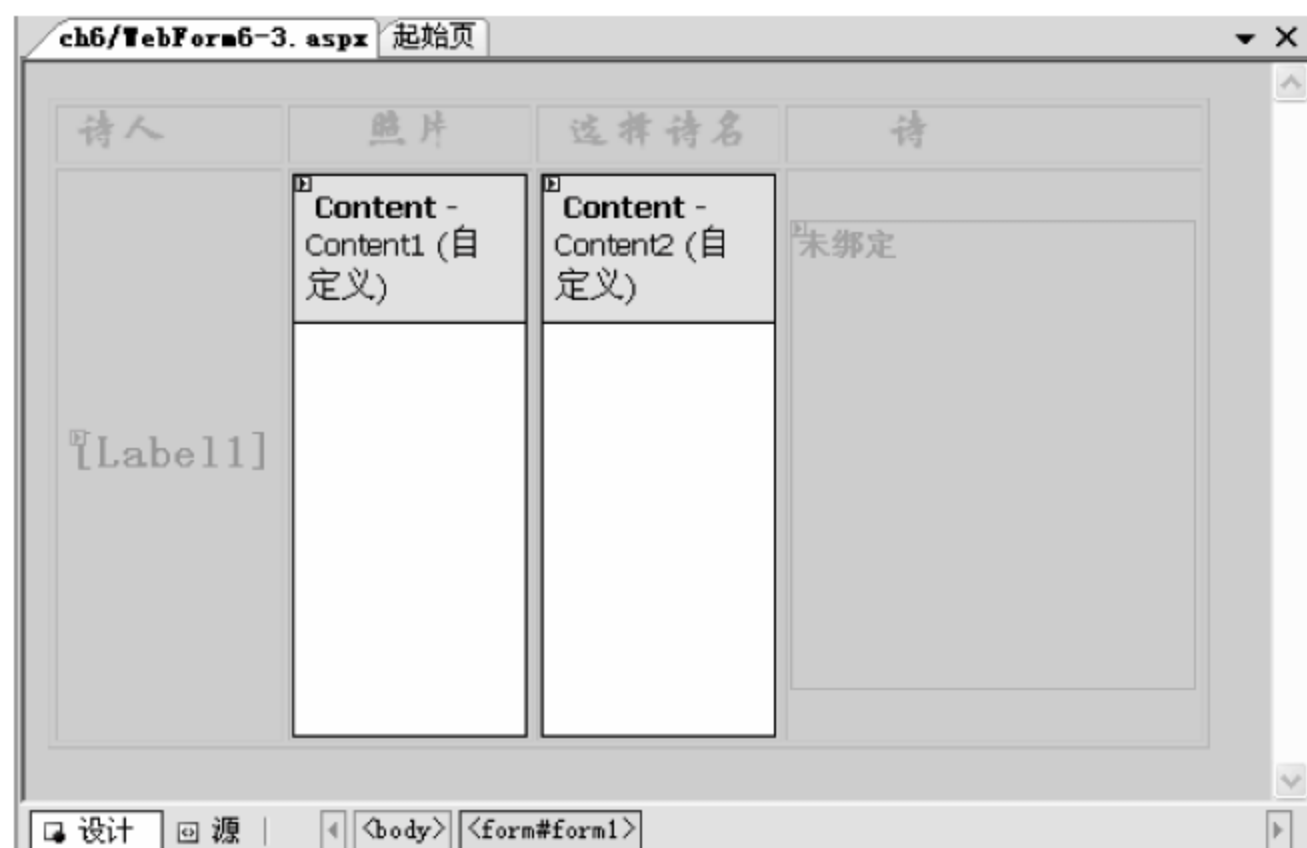 ch6/WebForm6-3.aspx 起始页
诗人 照片 选择诗名 诗
Content -
Content1 (自
定义)
Content -
Content2 (自
定义)
未绑定
[Label1]
设计 源 <body> <form#form1>